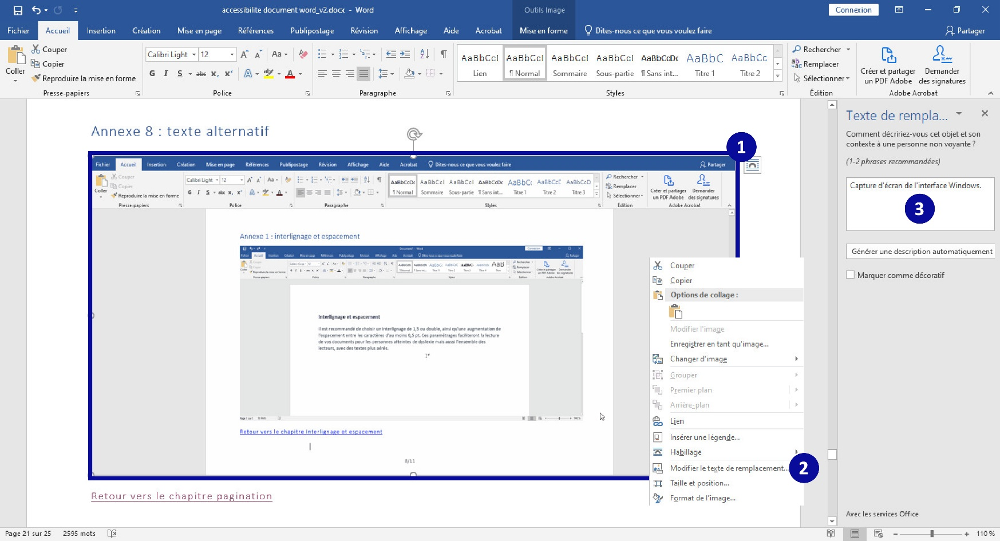 accessibilite document word_v2.docx - Word
Outils Image
Connexion
Fichier
Accueil
Insertion
Création
Mise en page
Références
Publipostage
Révision
Affichage
Aide
Acrobat
Mise en forme
Dites-nous ce que vous voulez faire
Partager
Coller
Couper
Copier
Reproduire la mise en forme
Presse-papiers
Calibri Light
12
Aa
G I S abc x, x²
Police
Paragraphe
AaBbCcI AaBbCcI AaBbCcI AaBbCcI AaBbCcDc AaBbC AaBbCc
Lien ¶ Normal Sommaire Sous-partie ¶ Sans int... Titre 1 Titre 2
Styles
Rechercher
Remplacer
Sélectionner
Édition
Créer et partager
un PDF Adobe
Demander
des signatures
Adobe Acrobat
Annexe 8 : texte alternatif
1
Fichier Accueil Insertion Création Mise en page Références Publipostage Révision Affichage Aide Acrobat Dites-nous ce que vous voulez faire Partager
Coller
Couper
Copier
Reproduire la mise en forme
Presse-papiers
Calibri Light 12
Aa
G I S abc x, x²
Police
Paragraphe
AaBbCcDc AaBbCcI AaBbCcI AaBbCcDc AaBbC AaBbCcC AaBbCcD
¶ Normal Sommaire Sous-partie ¶ Sans int... Titre 1 Titre 2 Titre 3
Styles
Rechercher
Remplacer
Sélectionner
Édition
Créer et partager
un PDF Adobe
Demander
des signatures
Adobe Acrobat
Annexe 1 : interlignage et espacement
Interlignage et espacement
Il est recommandé de choisir un interlignage de 1,5 ou double, ainsi qu'une augmentation de
l'espacement entre les caractères d'au moins 0,5 pt. Ces paramétrages faciliteront la lecture
de vos documents pour les personnes atteintes de dyslexie mais aussi l'ensemble des
lecteurs, avec des textes plus aérés.
Retour vers le chapitre Interlignage et espacement
8/11
Retour vers le chapitre pagination
Couper
Copier
Options de collage :
Modifier l'image
Enregistrer en tant qu'image...
Changer d'image
Grouper
Premier plan
Arrière-plan
Lien
Insérer une légende...
Habillage
Modifier le texte de remplacement...
2
Taille et position...
Format de l'image...
Texte de rempla...
Comment décririez-vous cet objet et son
contexte à une personne non voyante ?
(1-2 phrases recommandées)
Capture d'écran de l'interface Windows.
3
Générer une description automatiquement
Marquer comme décoratif
Avec les services Office
Page 21 sur 25
2595 mots
110 %